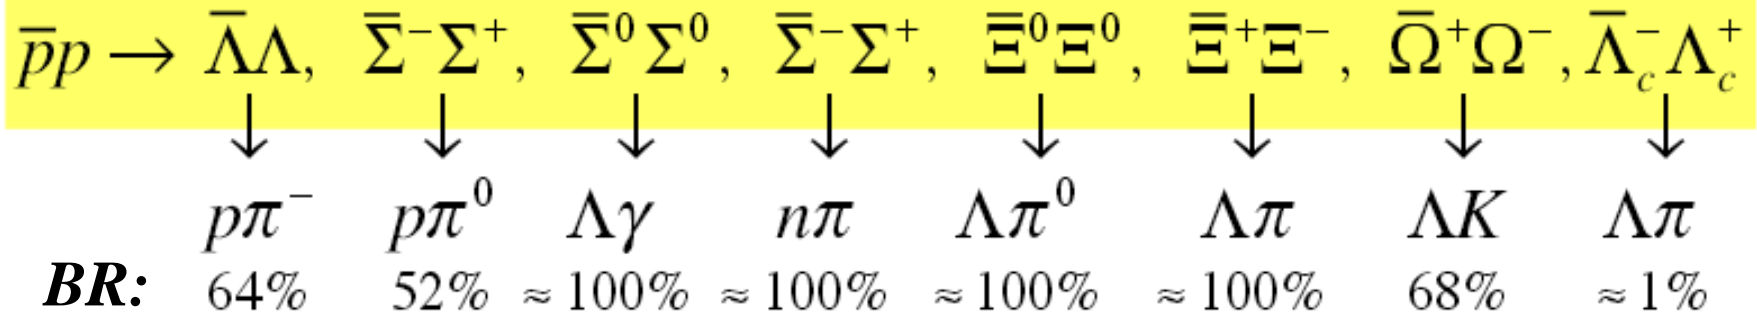 p̅p → Λ̅Λ, Σ̅⁻Σ⁺, Σ̅⁰Σ⁰, Σ̅⁻Σ⁺, Ξ̅⁰Ξ⁰, Ξ̅⁺Ξ⁻, Ω̅⁺Ω⁻, Λ̅c⁻Λc⁺
↓ ↓ ↓ ↓ ↓ ↓ ↓ ↓
pπ⁻ pπ⁰ Λγ nπ Λπ⁰ Λπ ΛK Λπ
BR: 64% 52% ≈100% ≈100% ≈100% ≈100% 68% ≈1%